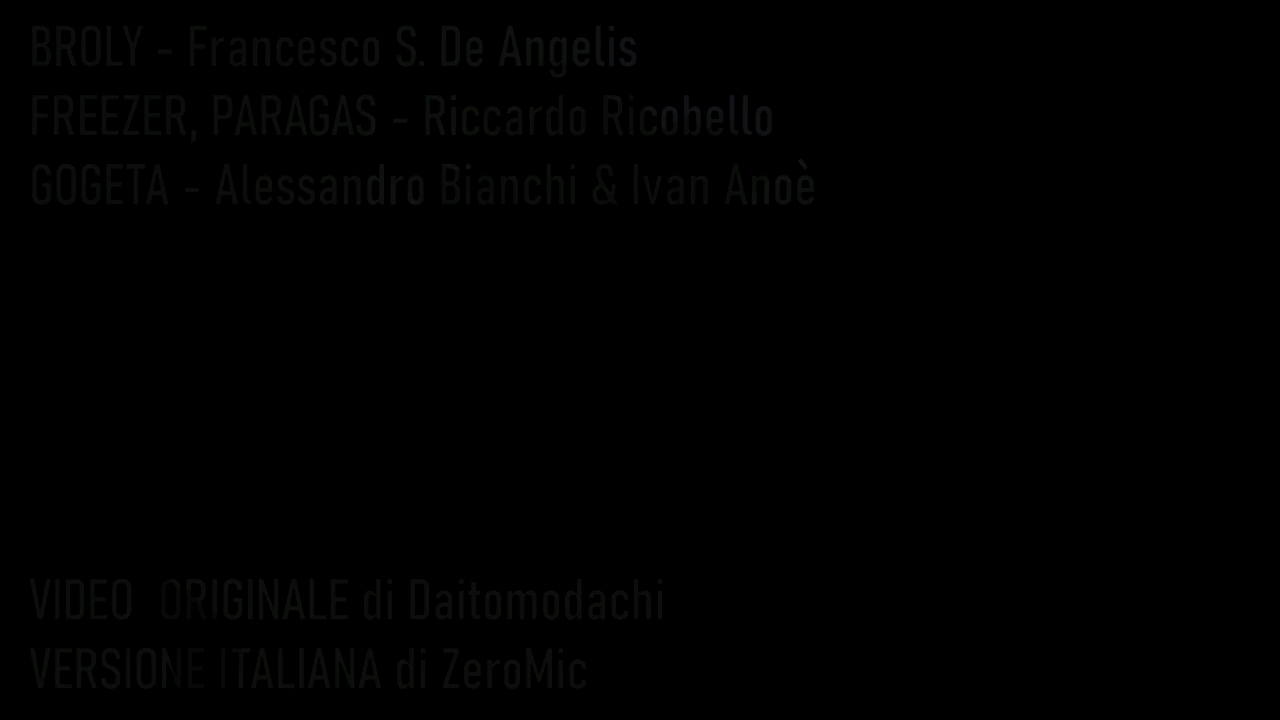 BROLY - Francesco S. De Angelis
FREEZER, PARAGAS - Riccardo Ricobello
GOGETA - Alessandro Bianchi & Ivan Anoè
VIDEO ORIGINALE di Daitomodachi
VERSIONE ITALIANA di ZeroMic